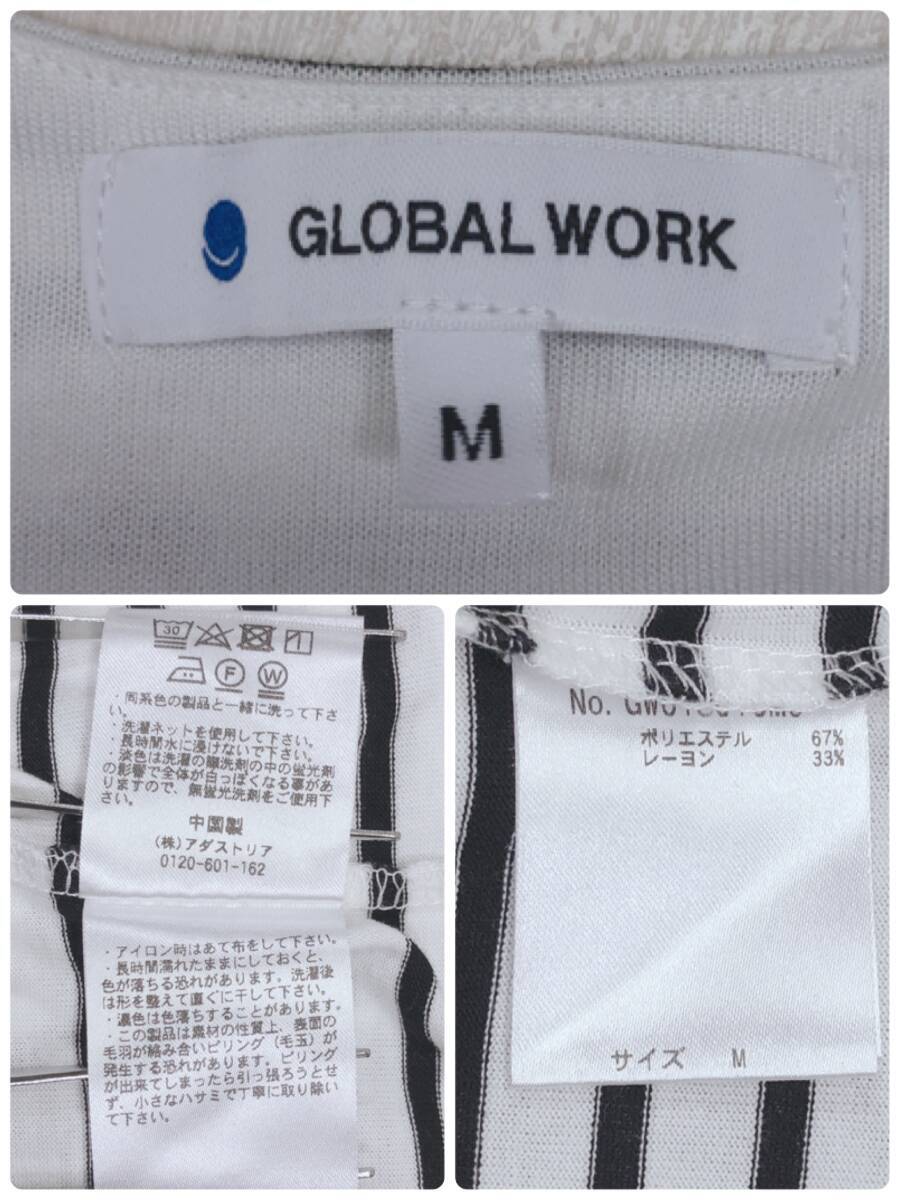 GLOBAL WORK
M
30
F W
・同系色の製品と一緒に洗って下さ
い。
・洗濯ネットを使用して下さい。
・長時間水に浸けないで下さい。
・淡色は洗濯の際洗剤の中の蛍光剤
の影響で全体が白っぽくなる事があ
りますので、無蛍光洗剤をご使用下
さい。
中国製
(株)アダストリア
0120-601-162
・アイロン時はあて布をして下さい。
・長時間濡れたままにしておくと、
色が落ちる恐れがあります。洗濯後
は形を整えて直ぐに干して下さい。
・濃色は色落ちすることがあります。
・この製品は素材の性質上、表面の
毛羽が絡み合いピリング(毛玉)が
発生する恐れがあります。ピリング
が出来てしまったら引っ張ろうとせ
ず、小さなハサミで丁寧に取り除い
て下さい。
No.
ポリエステル 67%
レーヨン 33%
サイズ M